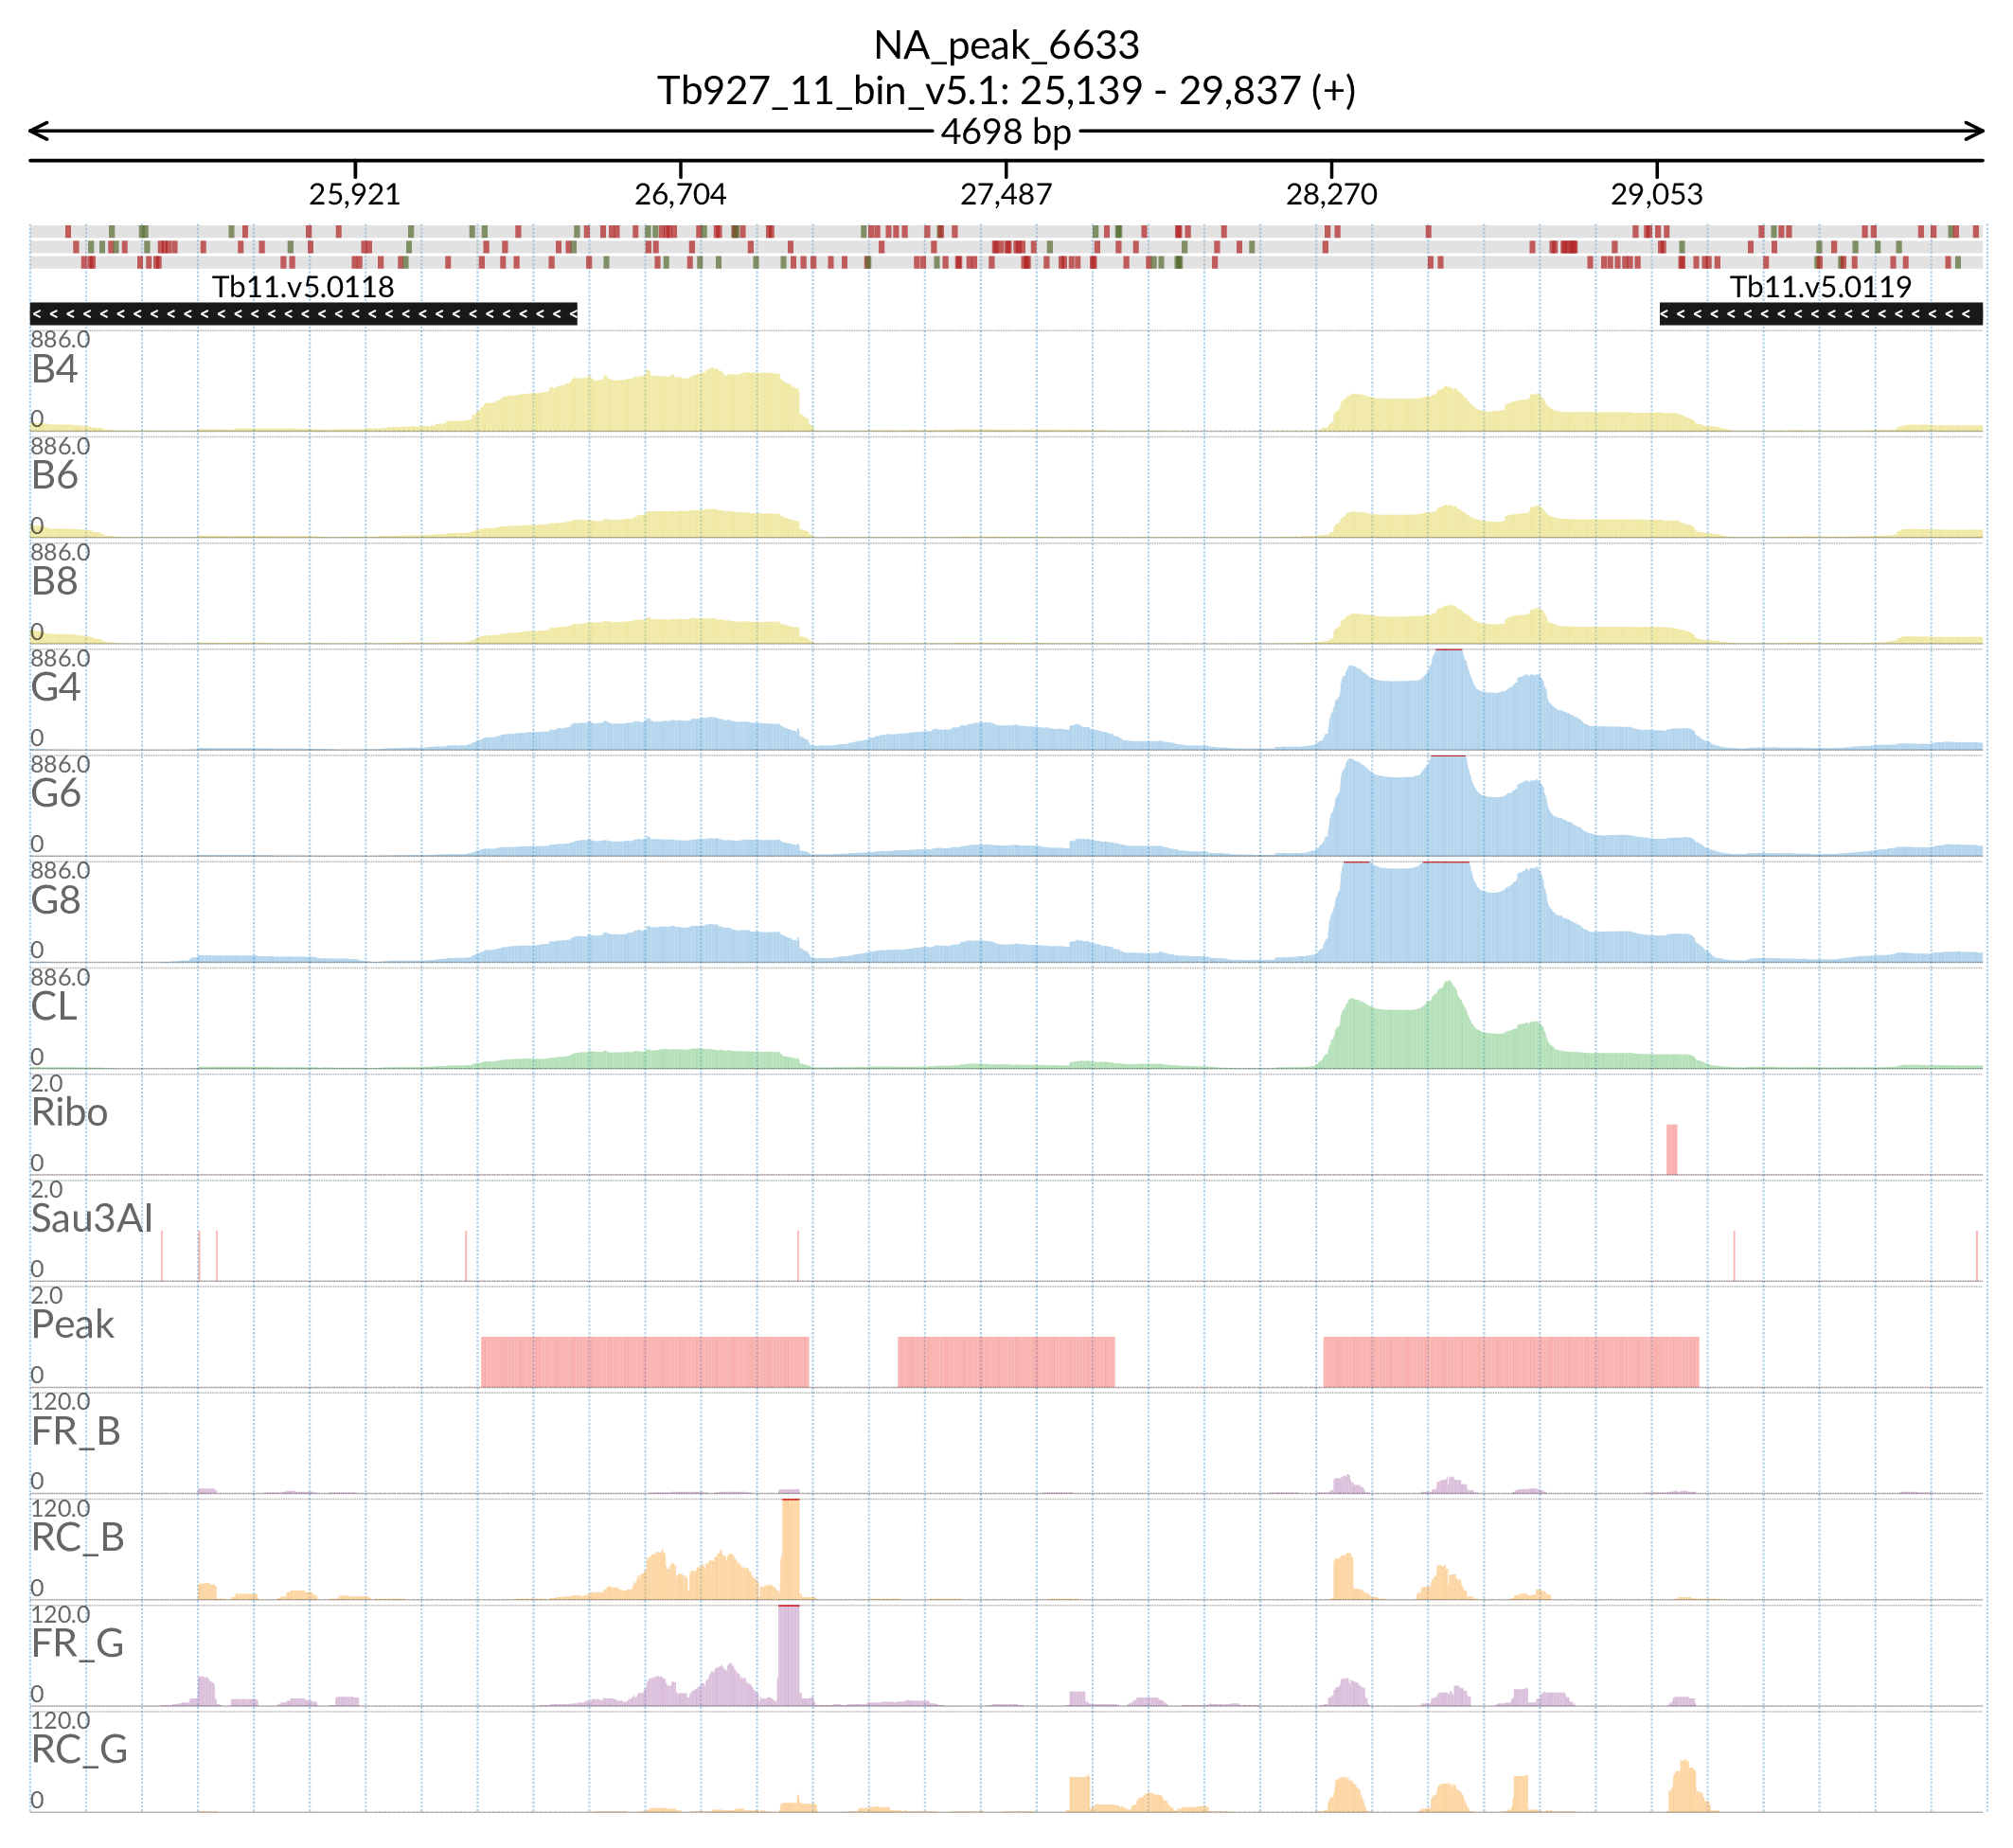 NA_peak_6633
Tb927_11_bin_v5.1: 25,139 - 29,837 (+)
4698 bp
25,921 26,704 27,487 28,270 29,053
Tb11.v5.0118 Tb11.v5.0119
886.0
B4
0
886.0
B6
0
886.0
B8
0
886.0
G4
0
886.0
G6
0
886.0
G8
0
886.0
CL
0
2.0
Ribo
0
2.0
Sau3AI
0
2.0
Peak
0
120.0
FR_B
0
120.0
RC_B
0
120.0
FR_G
0
120.0
RC_G
0